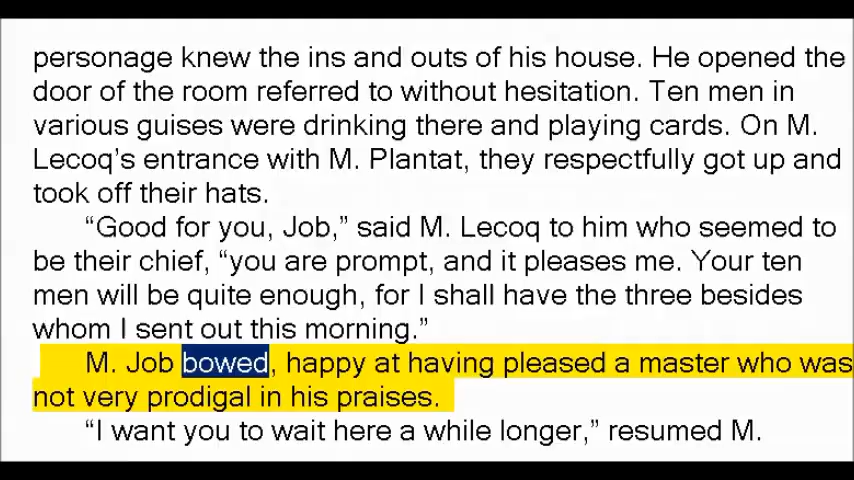 personage knew the ins and outs of his house. He opened the
door of the room referred to without hesitation. Ten men in
various guises were drinking there and playing cards. On M.
Lecoq’s entrance with M. Plantat, they respectfully got up and
took off their hats.
“Good for you, Job,” said M. Lecoq to him who seemed to
be their chief, “you are prompt, and it pleases me. Your ten
men will be quite enough, for I shall have the three besides
whom I sent out this morning.”
M. Job bowed, happy at having pleased a master who was
not very prodigal in his praises.
“I want you to wait here a while longer,” resumed M.